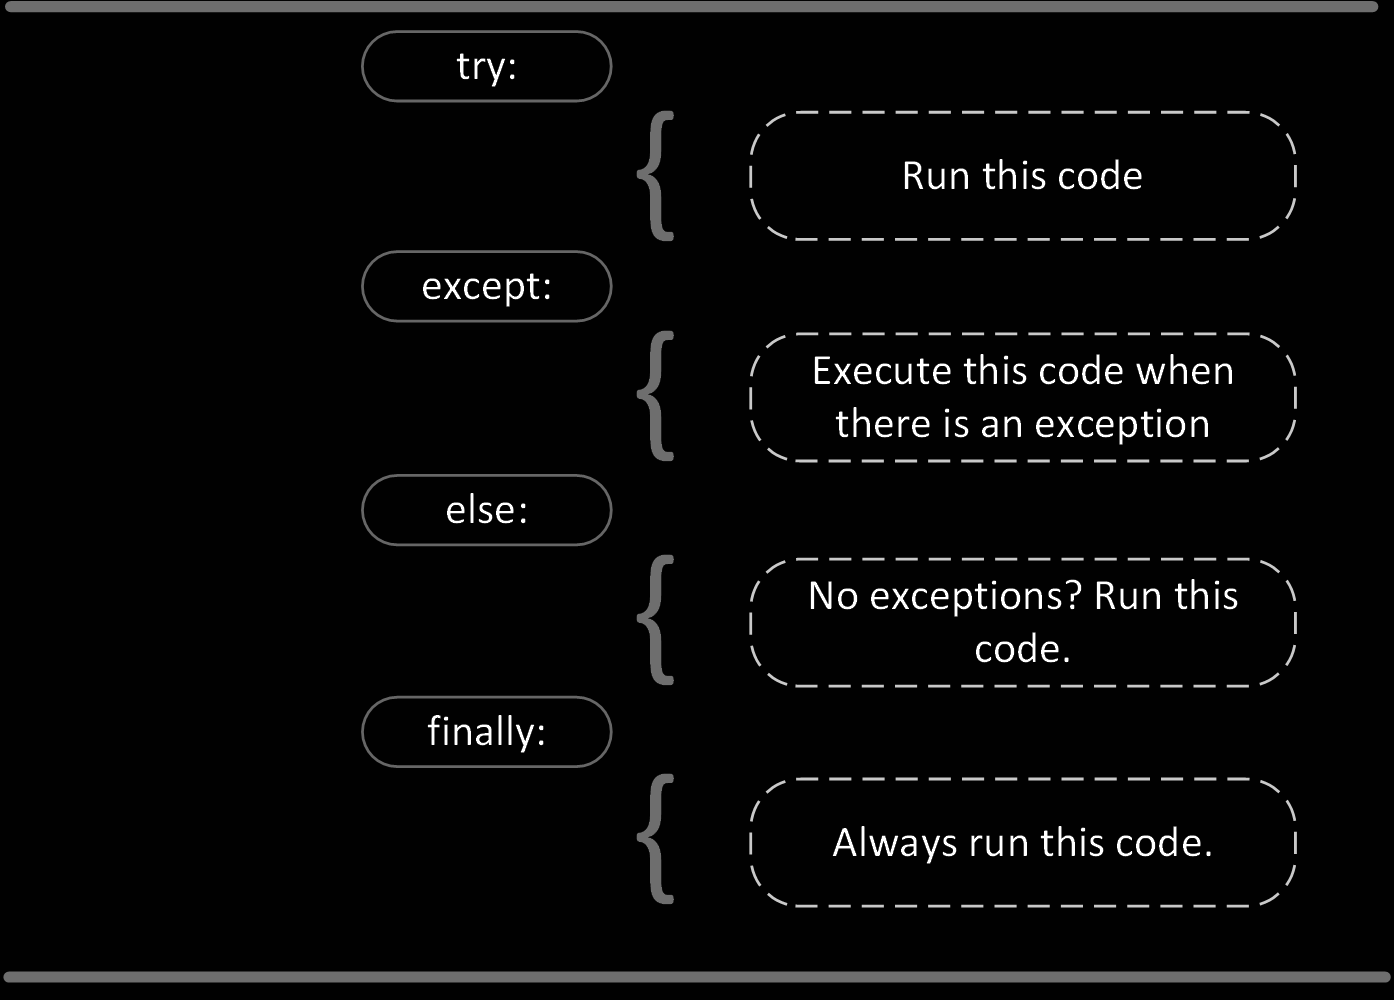 try:
Run this code
except:
Execute this code when
there is an exception
else:
No exceptions? Run this
code.
finally:
Always run this code.